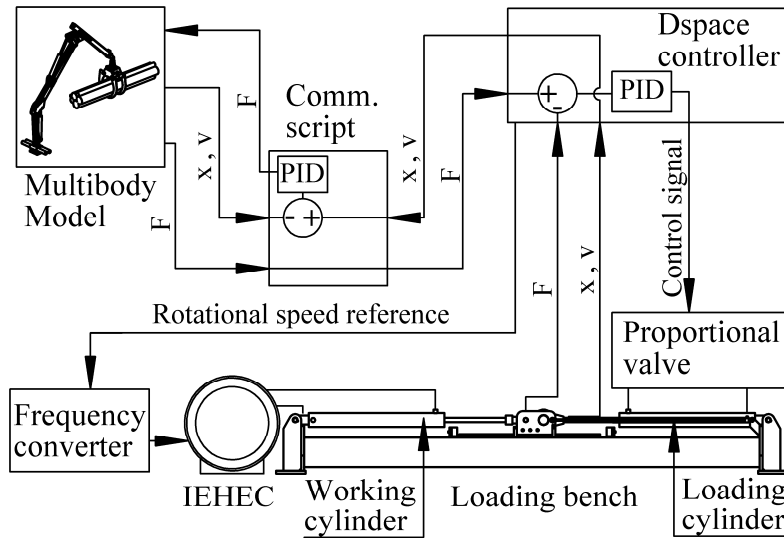 Dspace
controller
PID
+
-
Comm.
script
PID
- +
Multibody
Model
F
x , v
F
x , v
F
F
x , v
Control signal
Rotational speed reference
Proportional
valve
Frequency
converter
IEHEC
Working
cylinder
Loading bench
Loading
cylinder